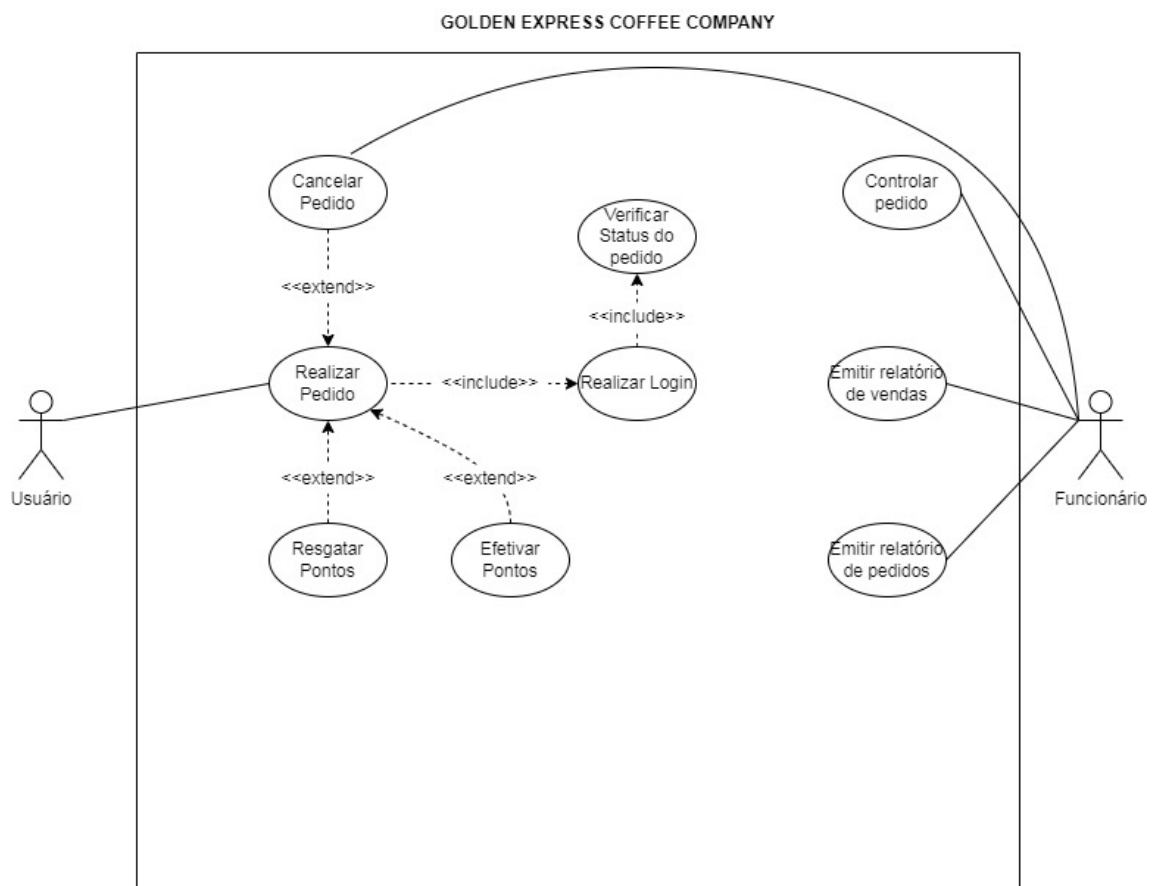 GOLDEN EXPRESS COFFEE COMPANY
Cancelar
Pedido
Controlar
pedido
Verificar
Status do
pedido
<<extend>>
<<include>>
Realizar
Pedido
<<include>>
Realizar Login
Emitir relatório
de vendas
Usuário
Funcionário
<<extend>>
<<extend>>
Resgatar
Pontos
Efetivar
Pontos
Emitir relatório
de pedidos